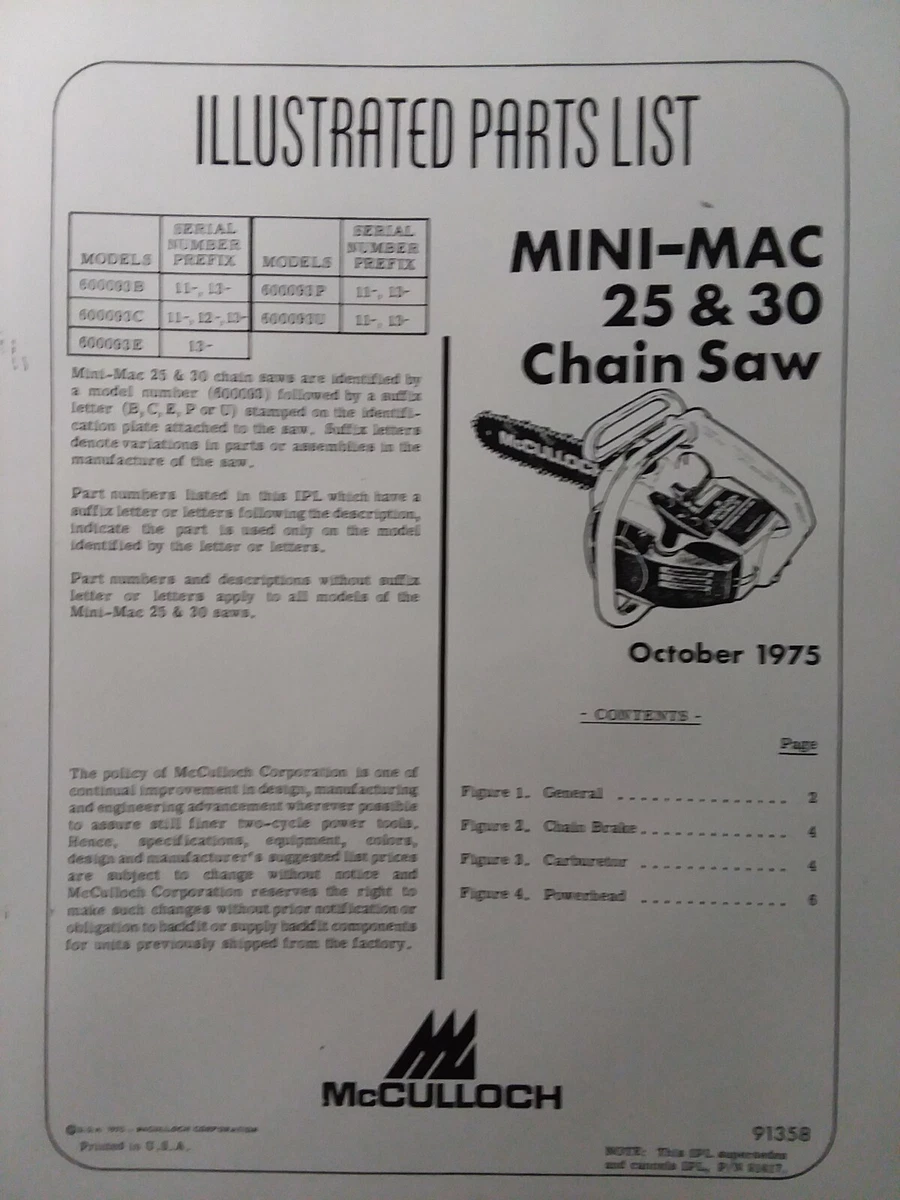 ILLUSTRATED PARTS LIST
MODELS SERIAL NUMBER PREFIX MODELS SERIAL NUMBER PREFIX
600093B 11-, 13- 600093P 11-, 13-
600093C 11-, 12-, 13- 600093U 11-, 13-
600093E 13-
Mini-Mac 25 & 30 chain saws are identified by
a model number (600093) followed by a suffix
letter (B, C, E, P or U) stamped on the identifi-
cation plate attached to the saw. Suffix letters
denote variations in parts or assemblies in the
manufacture of the saw.
Part numbers listed in this IPL which have a
suffix letter or letters following the description,
indicate the part is used only on the model
identified by the letter or letters.
Part numbers and descriptions without suffix
letter or letters apply to all models of the
Mini-Mac 25 & 30 saws.
The policy of McCulloch Corporation is one of
continual improvement in design, manufacturing
and engineering advancement wherever possible
to assure still finer two-cycle power tools.
Hence, specifications, equipment, colors,
design and manufacturer's suggested list prices
are subject to change without notice and
McCulloch Corporation reserves the right to
make such changes without prior notification or
obligation to backfit or supply backfit components
for units previously shipped from the factory.
MINI-MAC
25 & 30
Chain Saw
McCULLOCH
October 1975
- CONTENTS -
Page
Figure 1. General 2
Figure 2. Chain Brake 4
Figure 3. Carburetor 4
Figure 4. Powerhead 6
McCULLOCH
McCULLOCH CORPORATION
Printed in U.S.A.
91358
NOTE: This IPL supersedes
and cancels IPL, P/N